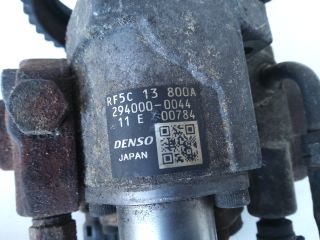 RF5C 13 800A
294000-0044
11 E 00784
DENSO
JAPAN